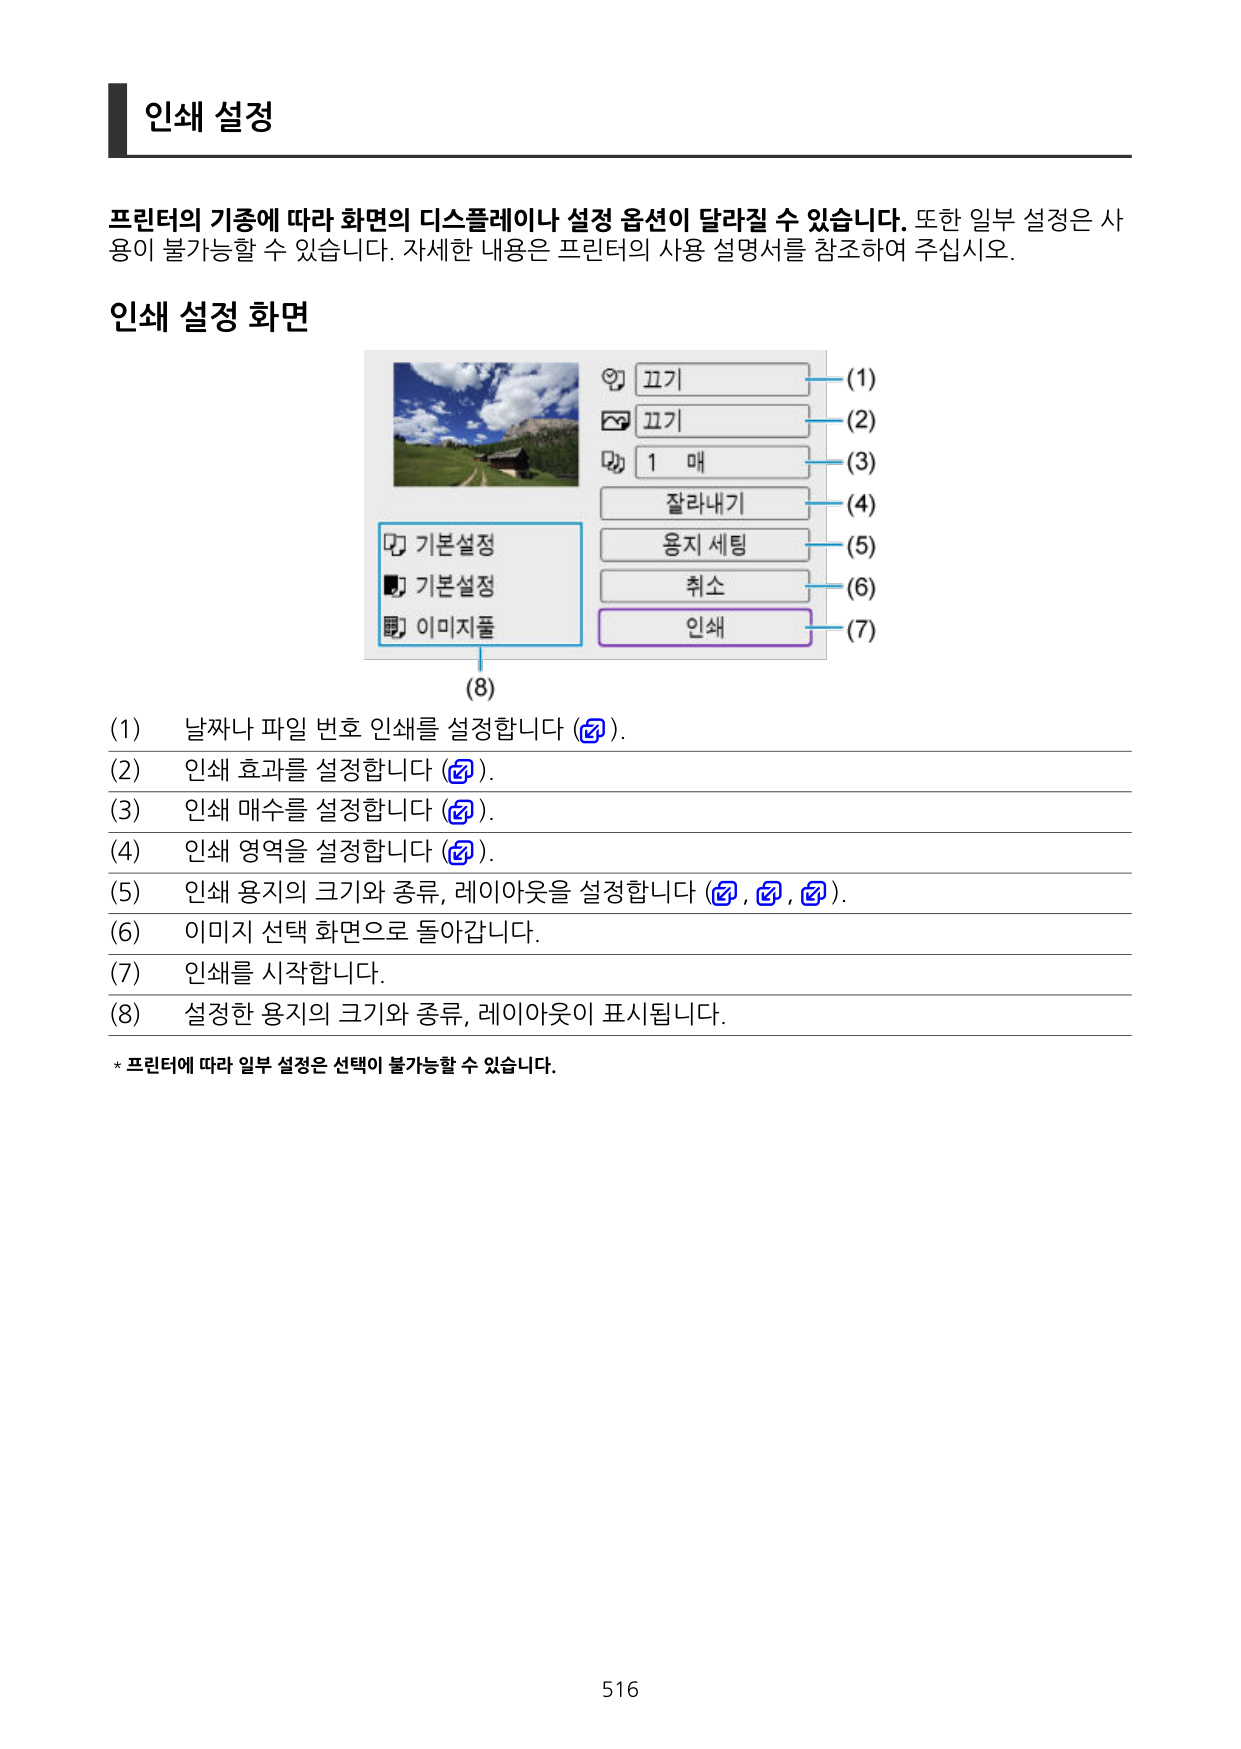 인쇄 설정
프린터의 기종에 따라 화면의 디스플레이나 설정 옵션이 달라질 수 있습니다. 또한 일부 설정은 사
용이 불가능할 수 있습니다. 자세한 내용은 프린터의 사용 설명서를 참조하여 주십시오.
인쇄 설정 화면
끄기 (1)
끄기 (2)
1 매 (3)
잘라내기 (4)
기본설정 용지 세팅 (5)
기본설정 취소 (6)
이미지풀 인쇄 (7)
(8)
(1) 날짜나 파일 번호 인쇄를 설정합니다 ( ).
(2) 인쇄 효과를 설정합니다 ( ).
(3) 인쇄 매수를 설정합니다 ( ).
(4) 인쇄 영역을 설정합니다 ( ).
(5) 인쇄 용지의 크기와 종류, 레이아웃을 설정합니다 ( , , ).
(6) 이미지 선택 화면으로 돌아갑니다.
(7) 인쇄를 시작합니다.
(8) 설정한 용지의 크기와 종류, 레이아웃이 표시됩니다.
* 프린터에 따라 일부 설정은 선택이 불가능할 수 있습니다.
516